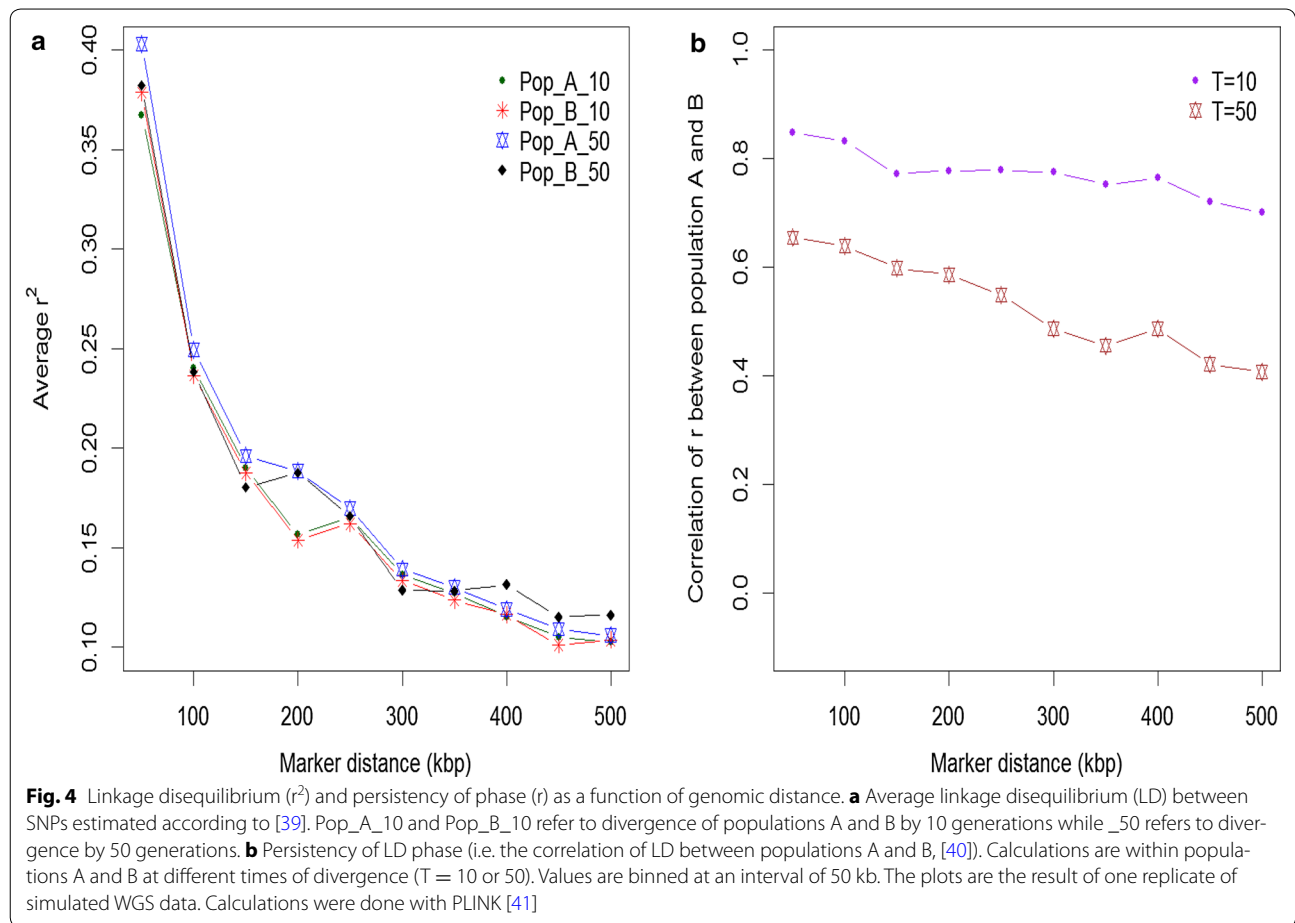 a
Average r²
0.40
0.35
0.30
0.25
0.20
0.15
0.10
Pop_A_10
Pop_B_10
Pop_A_50
Pop_B_50
100 200 300 400 500
Marker distance (kbp)
b
Correlation of r between population A and B
1.0
0.8
0.6
0.4
0.2
0.0
T=10
T=50
100 200 300 400 500
Marker distance (kbp)
Fig. 4 Linkage disequilibrium (r²) and persistency of phase (r) as a function of genomic distance. a Average linkage disequilibrium (LD) between
SNPs estimated according to [39]. Pop_A_10 and Pop_B_10 refer to divergence of populations A and B by 10 generations while _50 refers to diver-
gence by 50 generations. b Persistency of LD phase (i.e. the correlation of LD between populations A and B, [40]). Calculations are within popula-
tions A and B at different times of divergence (T = 10 or 50). Values are binned at an interval of 50 kb. The plots are the result of one replicate of
simulated WGS data. Calculations were done with PLINK [41]